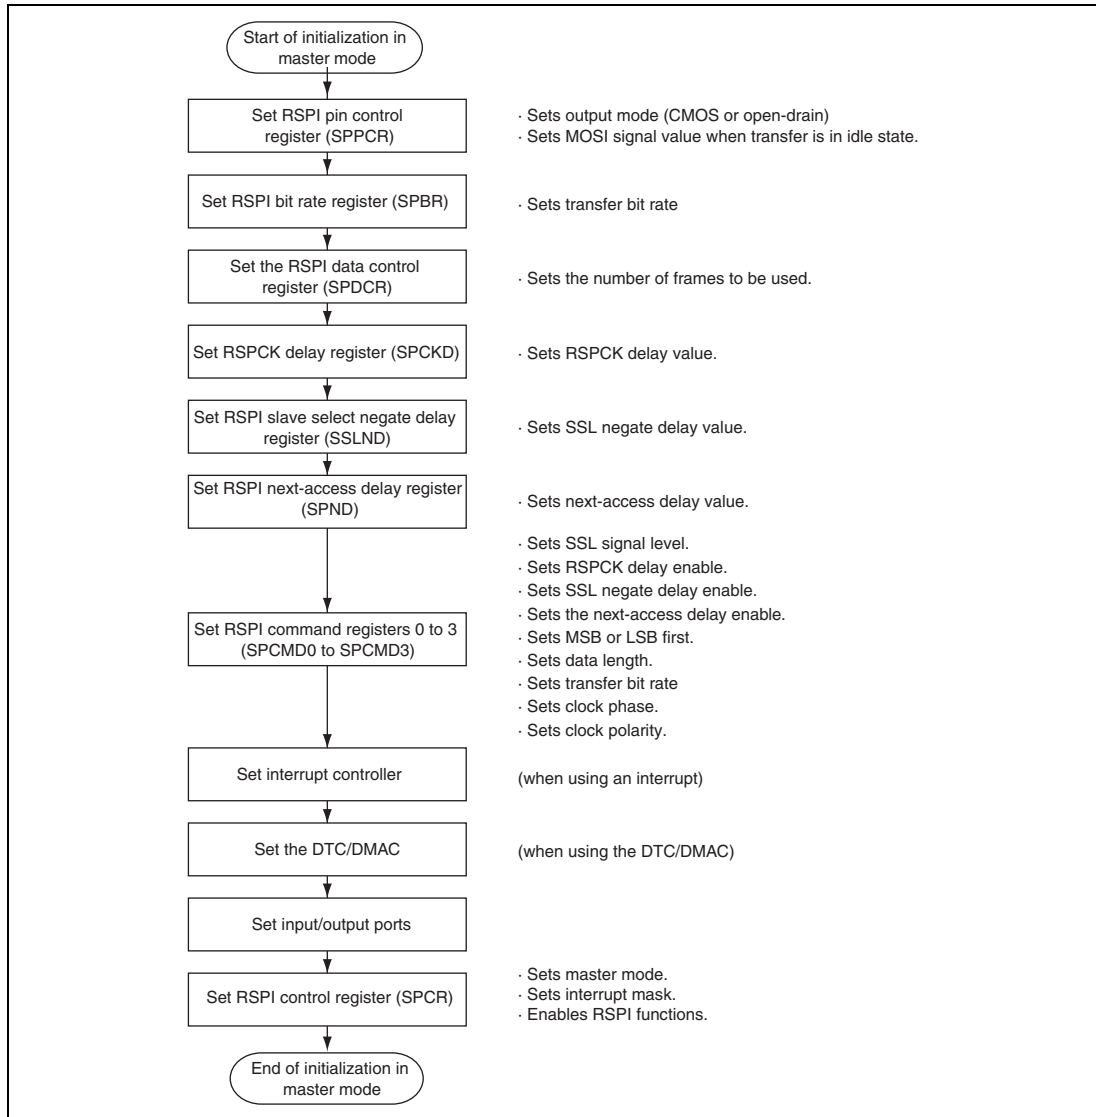 Start of initialization in
master mode
Set RSPI pin control
register (SPPCR)
· Sets output mode (CMOS or open-drain)
· Sets MOSI signal value when transfer is in idle state.
Set RSPI bit rate register (SPBR)
· Sets transfer bit rate
Set the RSPI data control
register (SPDCR)
· Sets the number of frames to be used.
Set RSPCK delay register (SPCKD)
· Sets RSPCK delay value.
Set RSPI slave select negate delay
register (SSLND)
· Sets SSL negate delay value.
Set RSPI next-access delay register
(SPND)
· Sets next-access delay value.
Set RSPI command registers 0 to 3
(SPCMD0 to SPCMD3)
· Sets SSL signal level.
· Sets RSPCK delay enable.
· Sets SSL negate delay enable.
· Sets the next-access delay enable.
· Sets MSB or LSB first.
· Sets data length.
· Sets transfer bit rate
· Sets clock phase.
· Sets clock polarity.
Set interrupt controller
(when using an interrupt)
Set the DTC/DMAC
(when using the DTC/DMAC)
Set input/output ports
Set RSPI control register (SPCR)
· Sets master mode.
· Sets interrupt mask.
· Enables RSPI functions.
End of initialization in
master mode